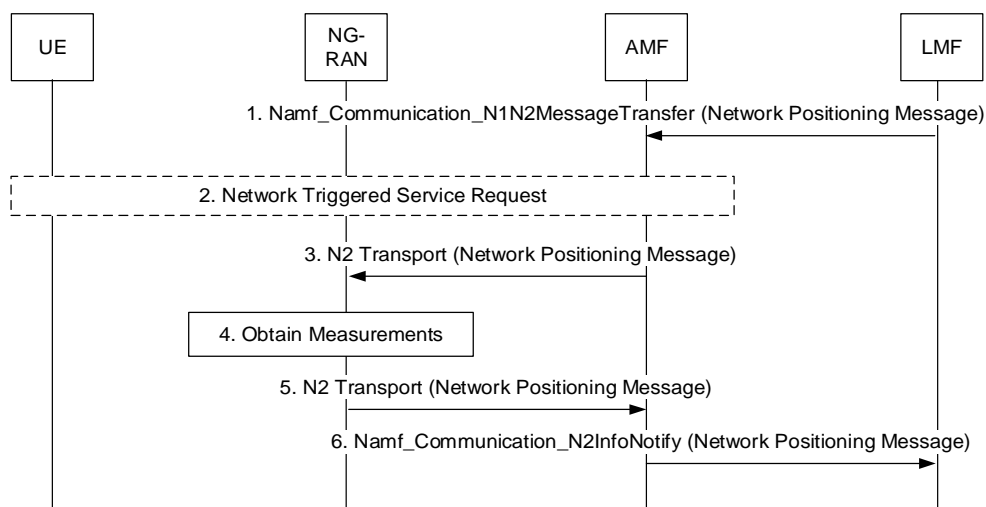 UE
NG-
RAN
AMF
LMF
1. Namf_Communication_N1N2MessageTransfer (Network Positioning Message)
2. Network Triggered Service Request
3. N2 Transport (Network Positioning Message)
4. Obtain Measurements
5. N2 Transport (Network Positioning Message)
6. Namf_Communication_N2InfoNotify (Network Positioning Message)